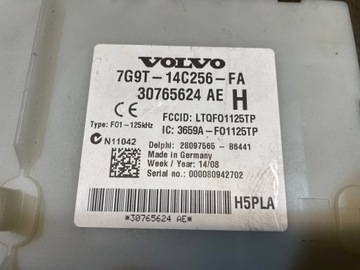 VOLVO
7G9T-14C256-FA
30765624 AE H
FCCID: LTQFO1125TP
IC: 3659A-FO1125TP
Type: FO1-125kHz
N11042
Delphi: 28097565 - B6441
Made in Germany
Week / Year: 14/08
Serial no.: 000080942702
H5PLA
*30765624 AE*